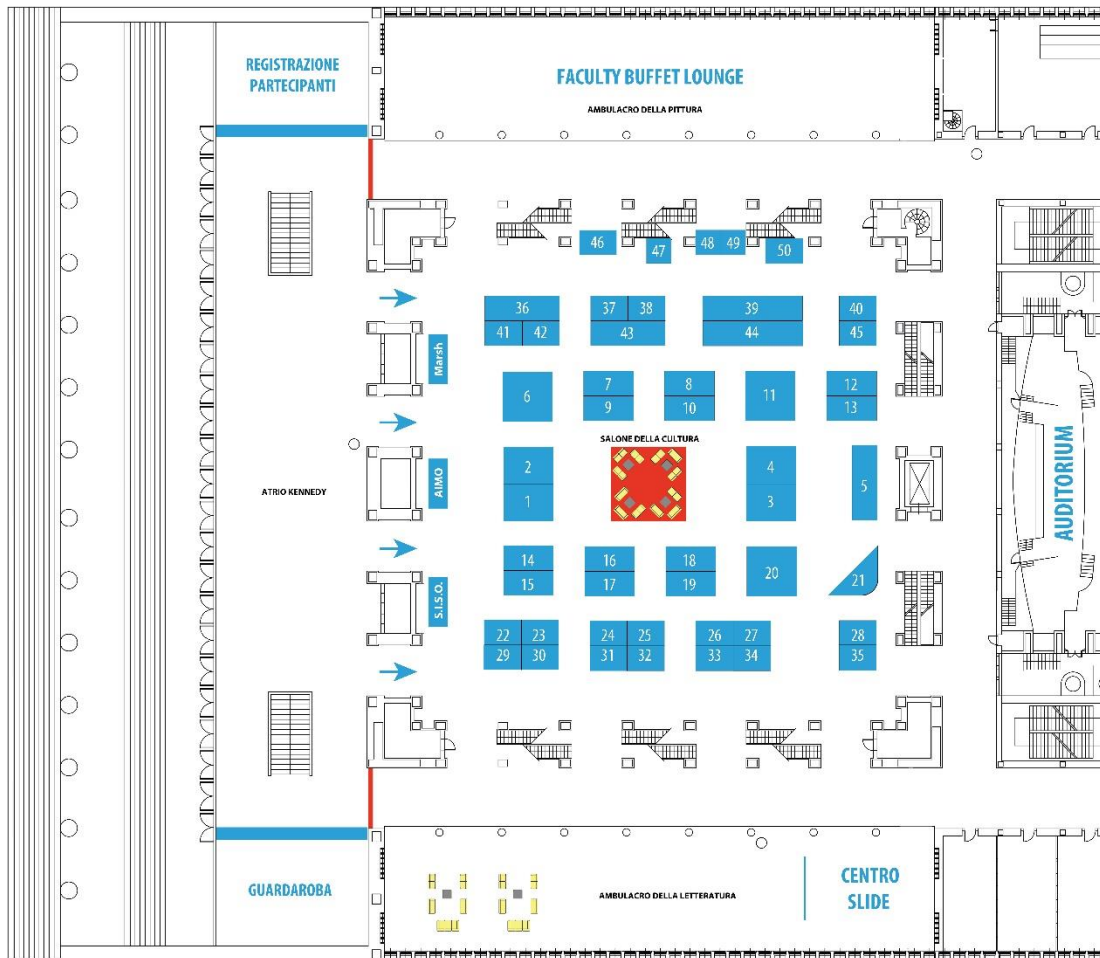 REGISTRAZIONE
PARTECIPANTI
FACULTY BUFFET LOUNGE
AMBULACRO DELLA PITTURA
46
47
48 49
50
36
37 38
39
40
41 42
43
44
45
Marsh
6
7
8
11
12
9
10
13
SALONE DELLA CULTURA
2
4
5
AIMO
ATRIO KENNEDY
1
3
AUDITORIUM
14
16
18
20
21
15
17
19
S.I.S.O.
22 23
24 25
26 27
28
29 30
31 32
33 34
35
GUARDAROBA
AMBULACRO DELLA LETTERATURA
CENTRO
SLIDE